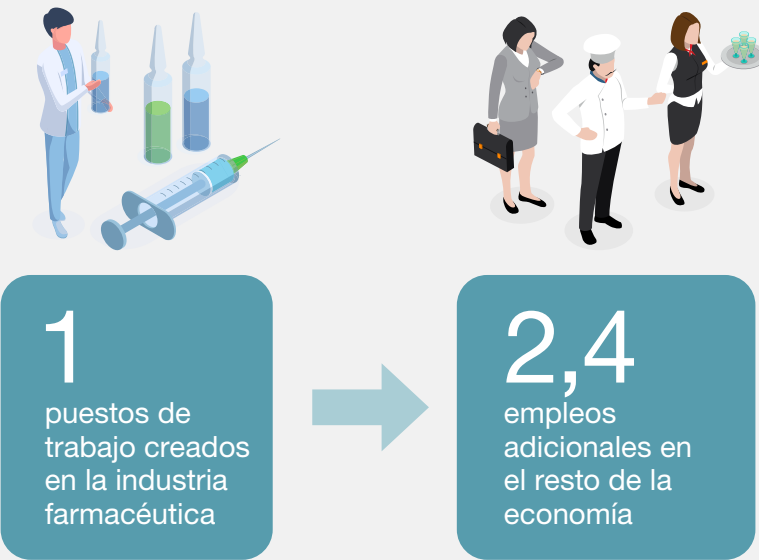 1
puestos de
trabajo creados
en la industria
farmacéutica
2,4
empleos
adicionales en
el resto de la
economía